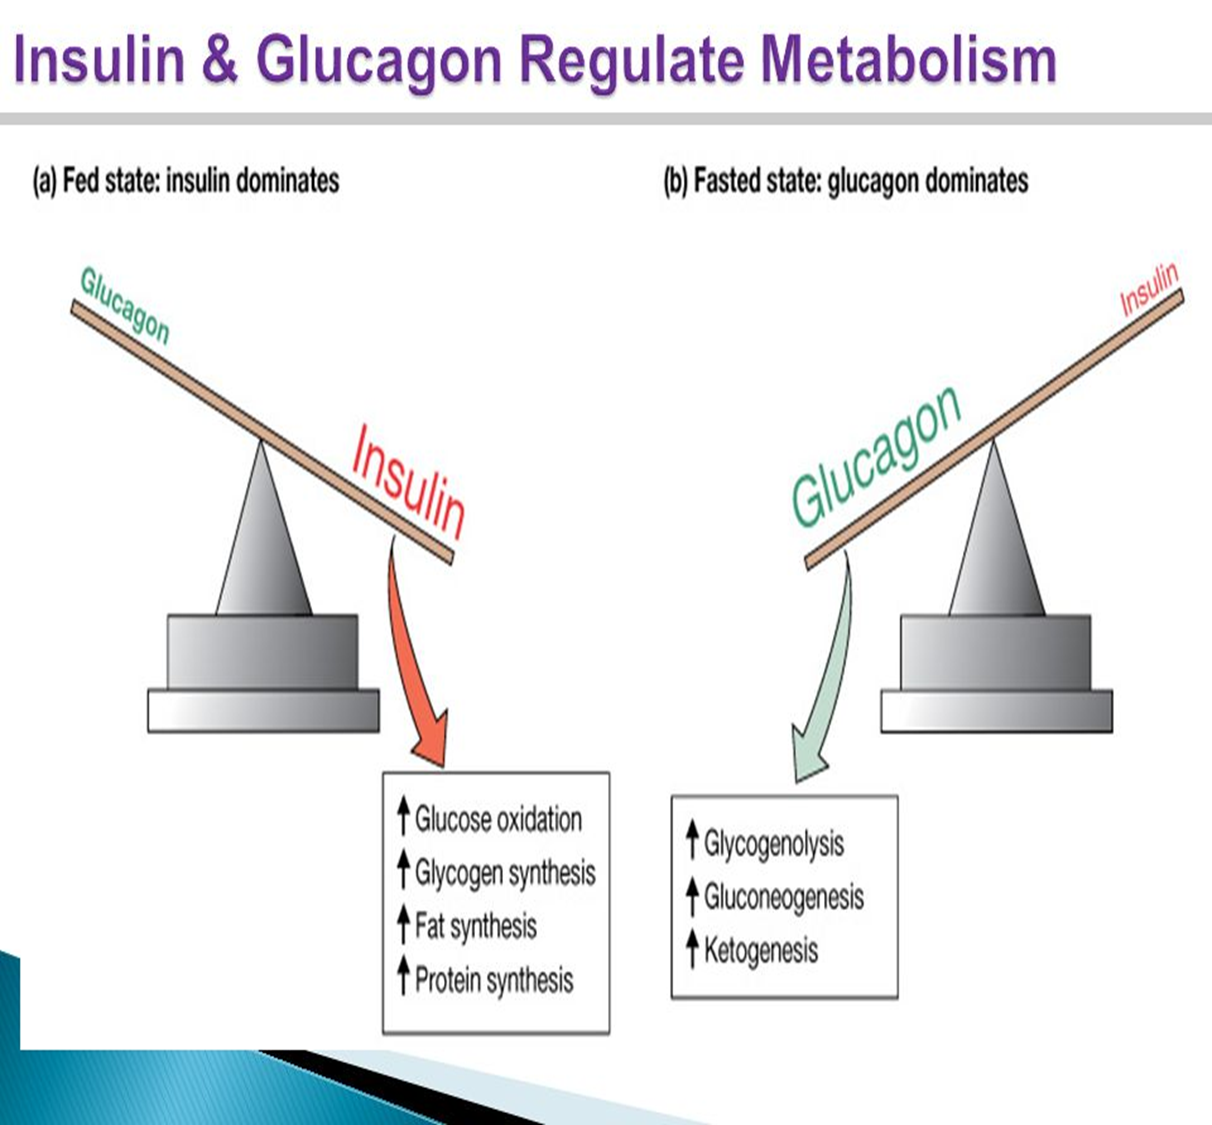 Insulin & Glucagon Regulate Metabolism
(a) Fed state: insulin dominates
Glucagon
Insulin
↑ Glucose oxidation
↑ Glycogen synthesis
↑ Fat synthesis
↑ Protein synthesis
(b) Fasted state: glucagon dominates
Insulin
Glucagon
↑ Glycogenolysis
↑ Gluconeogenesis
↑ Ketogenesis